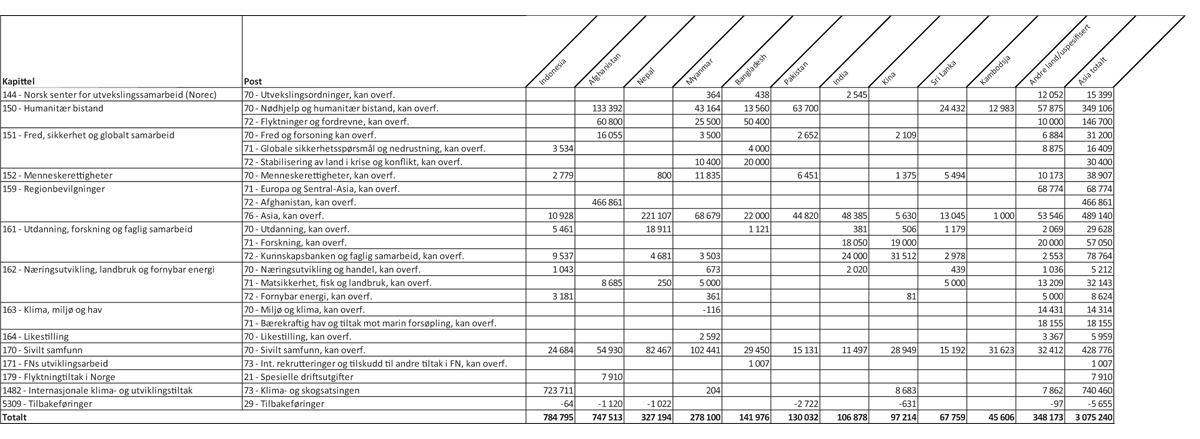 Kapittel Post Indonesia Afghanistan Nepal Myanmar Bangladesh Pakistan India Kina Sri Lanka Kambodsja Andre land/uspesifisert Asia totalt
144 - Norsk senter for utvekslingssamarbeid (Norec) 70 - Utvekslingsordninger, kan overf. 364 438 2 545 12 052 15 399
150 - Humanitær bistand 70 - Nødhjelp og humanitær bistand, kan overf. 133 392 43 164 13 560 63 700 24 432 12 983 57 875 349 106
72 - Flyktninger og fordrevne, kan overf. 60 800 25 500 50 400 10 000 146 700
151 - Fred, sikkerhet og globalt samarbeid 70 - Fred og forsoning kan overf. 16 055 3 500 2 652 2 109 6 884 31 200
71 - Globale sikkerhetsspørsmål og nedrustning, kan overf. 3 534 4 000 8 875 16 409
72 - Stabilisering av land i krise og konflikt, kan overf. 10 400 20 000 30 400
152 - Menneskerettigheter 70 - Menneskerettigheter, kan overf. 2 779 800 11 835 6 451 1 375 5 494 10 173 38 907
159 - Regionbevilgninger 71 - Europa og Sentral-Asia, kan overf. 68 774 68 774
72 - Afghanistan, kan overf. 466 861 466 861
76 - Asia, kan overf. 10 928 221 107 68 679 22 000 44 820 48 385 5 630 13 045 1 000 53 546 489 140
161 - Utdanning, forskning og faglig samarbeid 70 - Utdanning, kan overf. 5 461 18 911 1 121 381 506 1 179 2 069 29 628
71 - Forskning, kan overf. 18 050 19 000 20 000 57 050
72 - Kunnskapsbanken og faglig samarbeid, kan overf. 9 537 4 681 3 503 24 000 31 512 2 978 2 553 78 764
162 - Næringsutvikling, landbruk og fornybar energi 70 - Næringsutvikling og handel, kan overf. 1 043 673 2 020 439 1 036 5 212
71 - Matsikkerhet, fisk og landbruk, kan overf. 8 685 250 5 000 5 000 13 209 32 143
72 - Fornybar energi, kan overf. 3 181 361 81 5 000 8 624
163 - Klima, miljø og hav 70 - Miljø og klima, kan overf. -116 14 431 14 314
71 - Bærekraftig hav og tiltak mot marin forsøpling, kan overf. 18 155 18 155
164 - Likestilling 70 - Likestilling, kan overf. 2 592 3 367 5 959
170 - Sivilt samfunn 70 - Sivilt samfunn, kan overf. 24 684 54 930 82 467 102 441 29 450 15 131 11 497 28 949 15 192 31 623 32 412 428 776
171 - FNs utviklingsarbeid 73 - Int. rekrutteringer og tilskudd til andre tiltak i FN, kan overf. 1 007 1 007
179 - Flyktningtiltak i Norge 21 - Spesielle driftsutgifter 7 910 7 910
1482 - Internasjonale klima- og utviklingstiltak 73 - Klima- og skogsatsingen 723 711 204 8 683 7 862 740 460
5309 - Tilbakeføringer 29 - Tilbakeføringer -64 -1 120 -1 022 -2 722 -631 -97 -5 655
Totalt 784 795 747 513 327 194 278 100 141 976 130 032 106 878 97 214 67 759 45 606 348 173 3 075 240